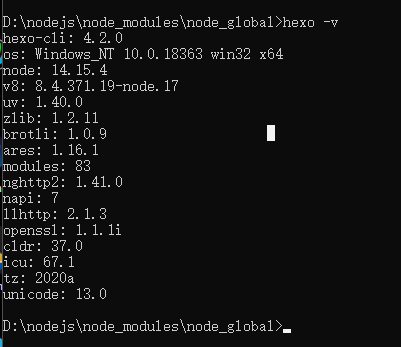 D:\nodejs\node_modules\node_global>hexo -v
hexo-cli: 4.2.0
os: Windows_NT 10.0.18363 win32 x64
node: 14.15.4
v8: 8.4.371.19-node.17
uv: 1.40.0
zlib: 1.2.11
brotli: 1.0.9
ares: 1.16.1
modules: 83
nghttp2: 1.41.0
napi: 7
llhttp: 2.1.3
openssl: 1.1.1i
cldr: 37.0
icu: 67.1
tz: 2020a
unicode: 13.0
D:\nodejs\node_modules\node_global>